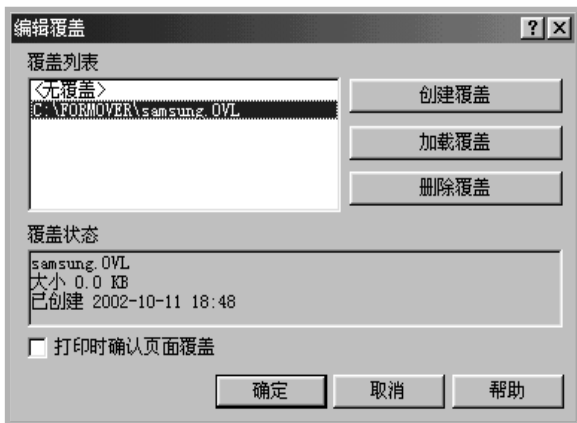 编辑覆盖
覆盖列表
<无覆盖>
C:\FORMOVER\samsung.OVL
创建覆盖
加载覆盖
删除覆盖
覆盖状态
samsung.OVL
大小 0.0 KB
已创建 2002-10-11 18:48
打印时确认页面覆盖
确定 取消 帮助